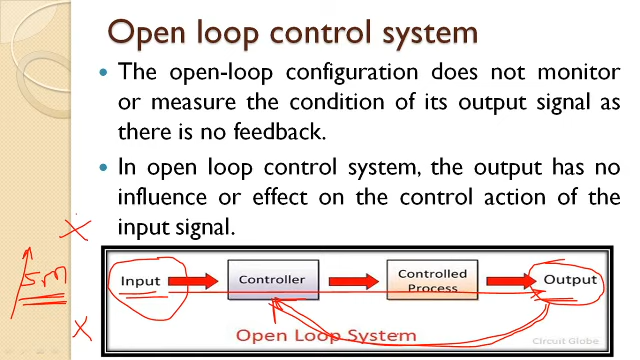 Open loop control system
• The open-loop configuration does not monitor
or measure the condition of its output signal as
there is no feedback.
• In open loop control system, the output has no
influence or effect on the control action of the
input signal.
5m
Input
Controller
Controlled
Process
Output
Open Loop System
Circuit Globe